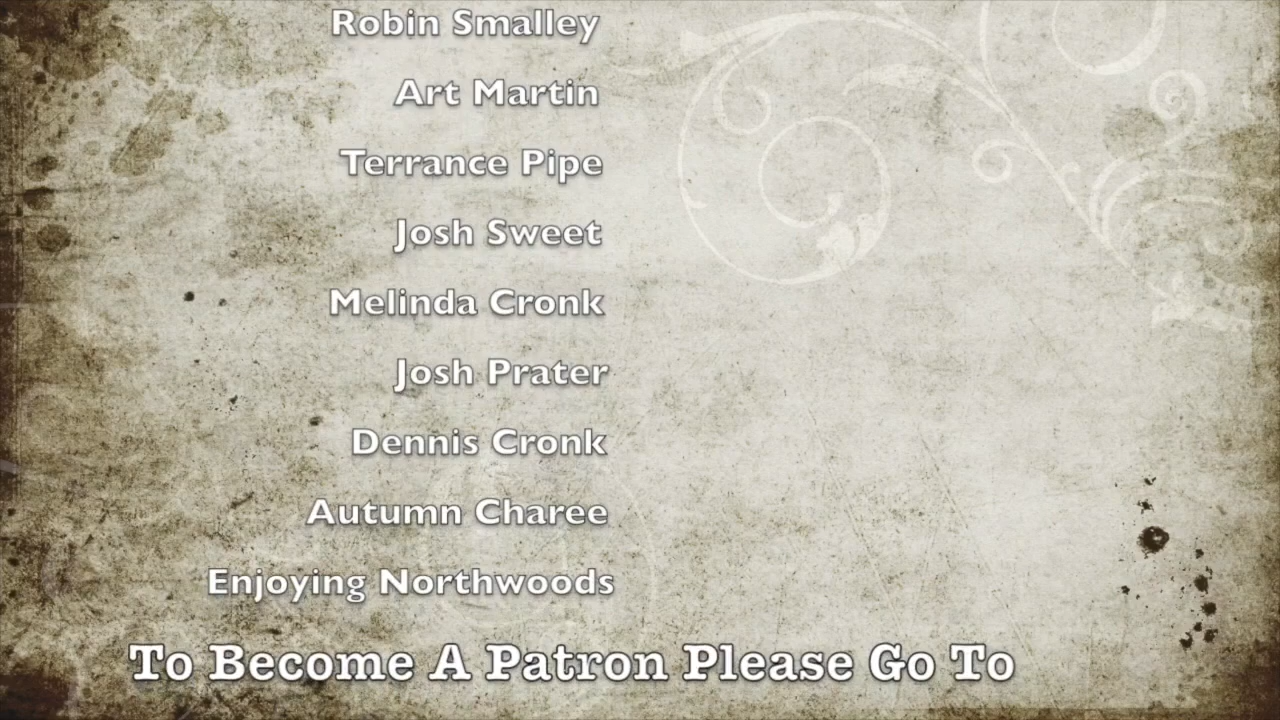 Robin Smalley
Art Martin
Terrance Pipe
Josh Sweet
Melinda Cronk
Josh Prater
Dennis Cronk
Autumn Charee
Enjoying Northwoods
To Become A Patron Please Go To